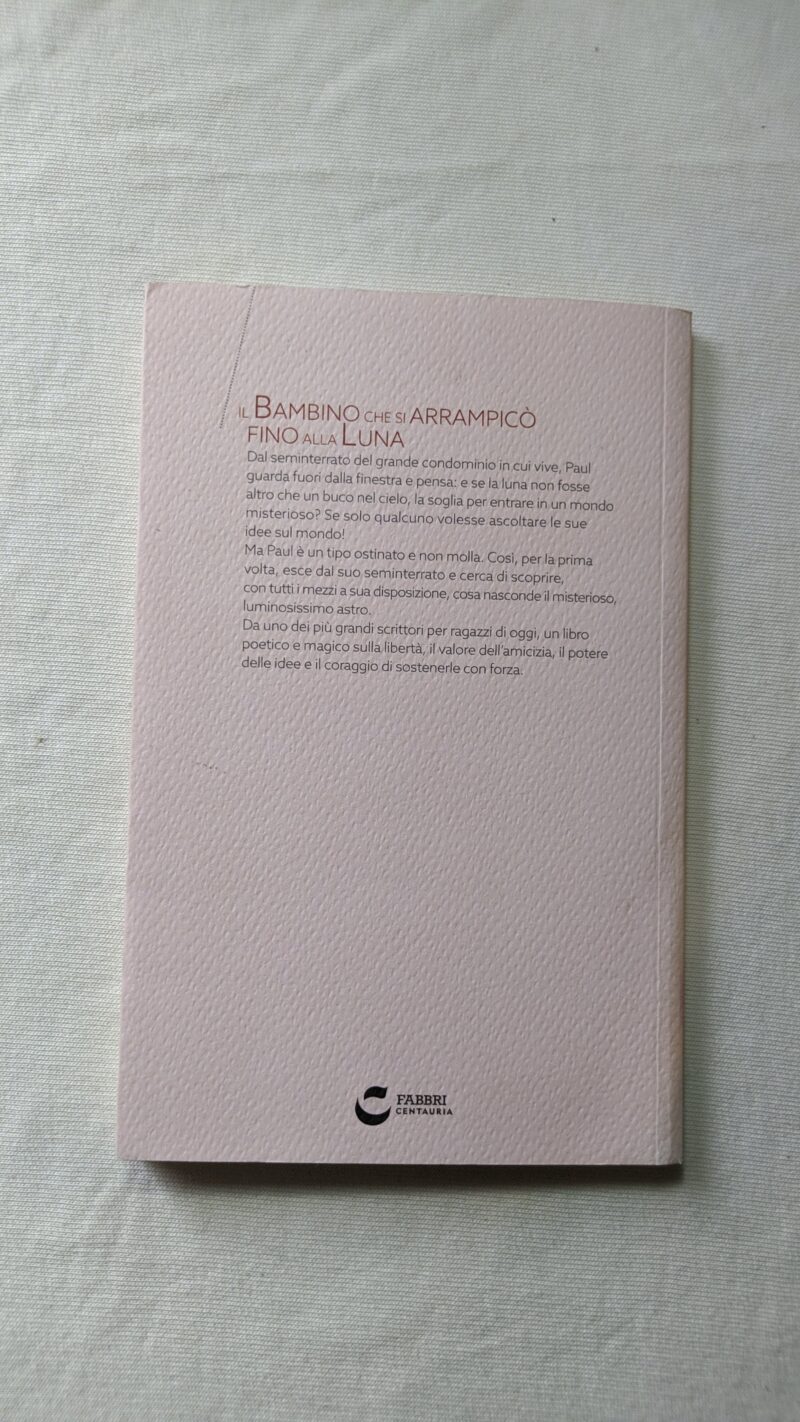 IL BAMBINO CHE SI ARRAMPICÒ
FINO ALLA LUNA
Dal seminterrato del grande condominio in cui vive, Paul
guarda fuori dalla finestra e pensa: e se la luna non fosse
altro che un buco nel cielo, la soglia per entrare in un mondo
misterioso? Se solo qualcuno volesse ascoltare le sue
idee sul mondo!
Ma Paul è un tipo ostinato e non molla. Così, per la prima
volta, esce dal suo seminterrato e cerca di scoprire,
con tutti i mezzi a sua disposizione, cosa nasconde il misterioso,
luminosissimo astro.
Da uno dei più grandi scrittori per ragazzi di oggi, un libro
poetico e magico sulla libertà, il valore dell'amicizia, il potere
delle idee e il coraggio di sostenerle con forza.
FABBRI
CENTAURIA